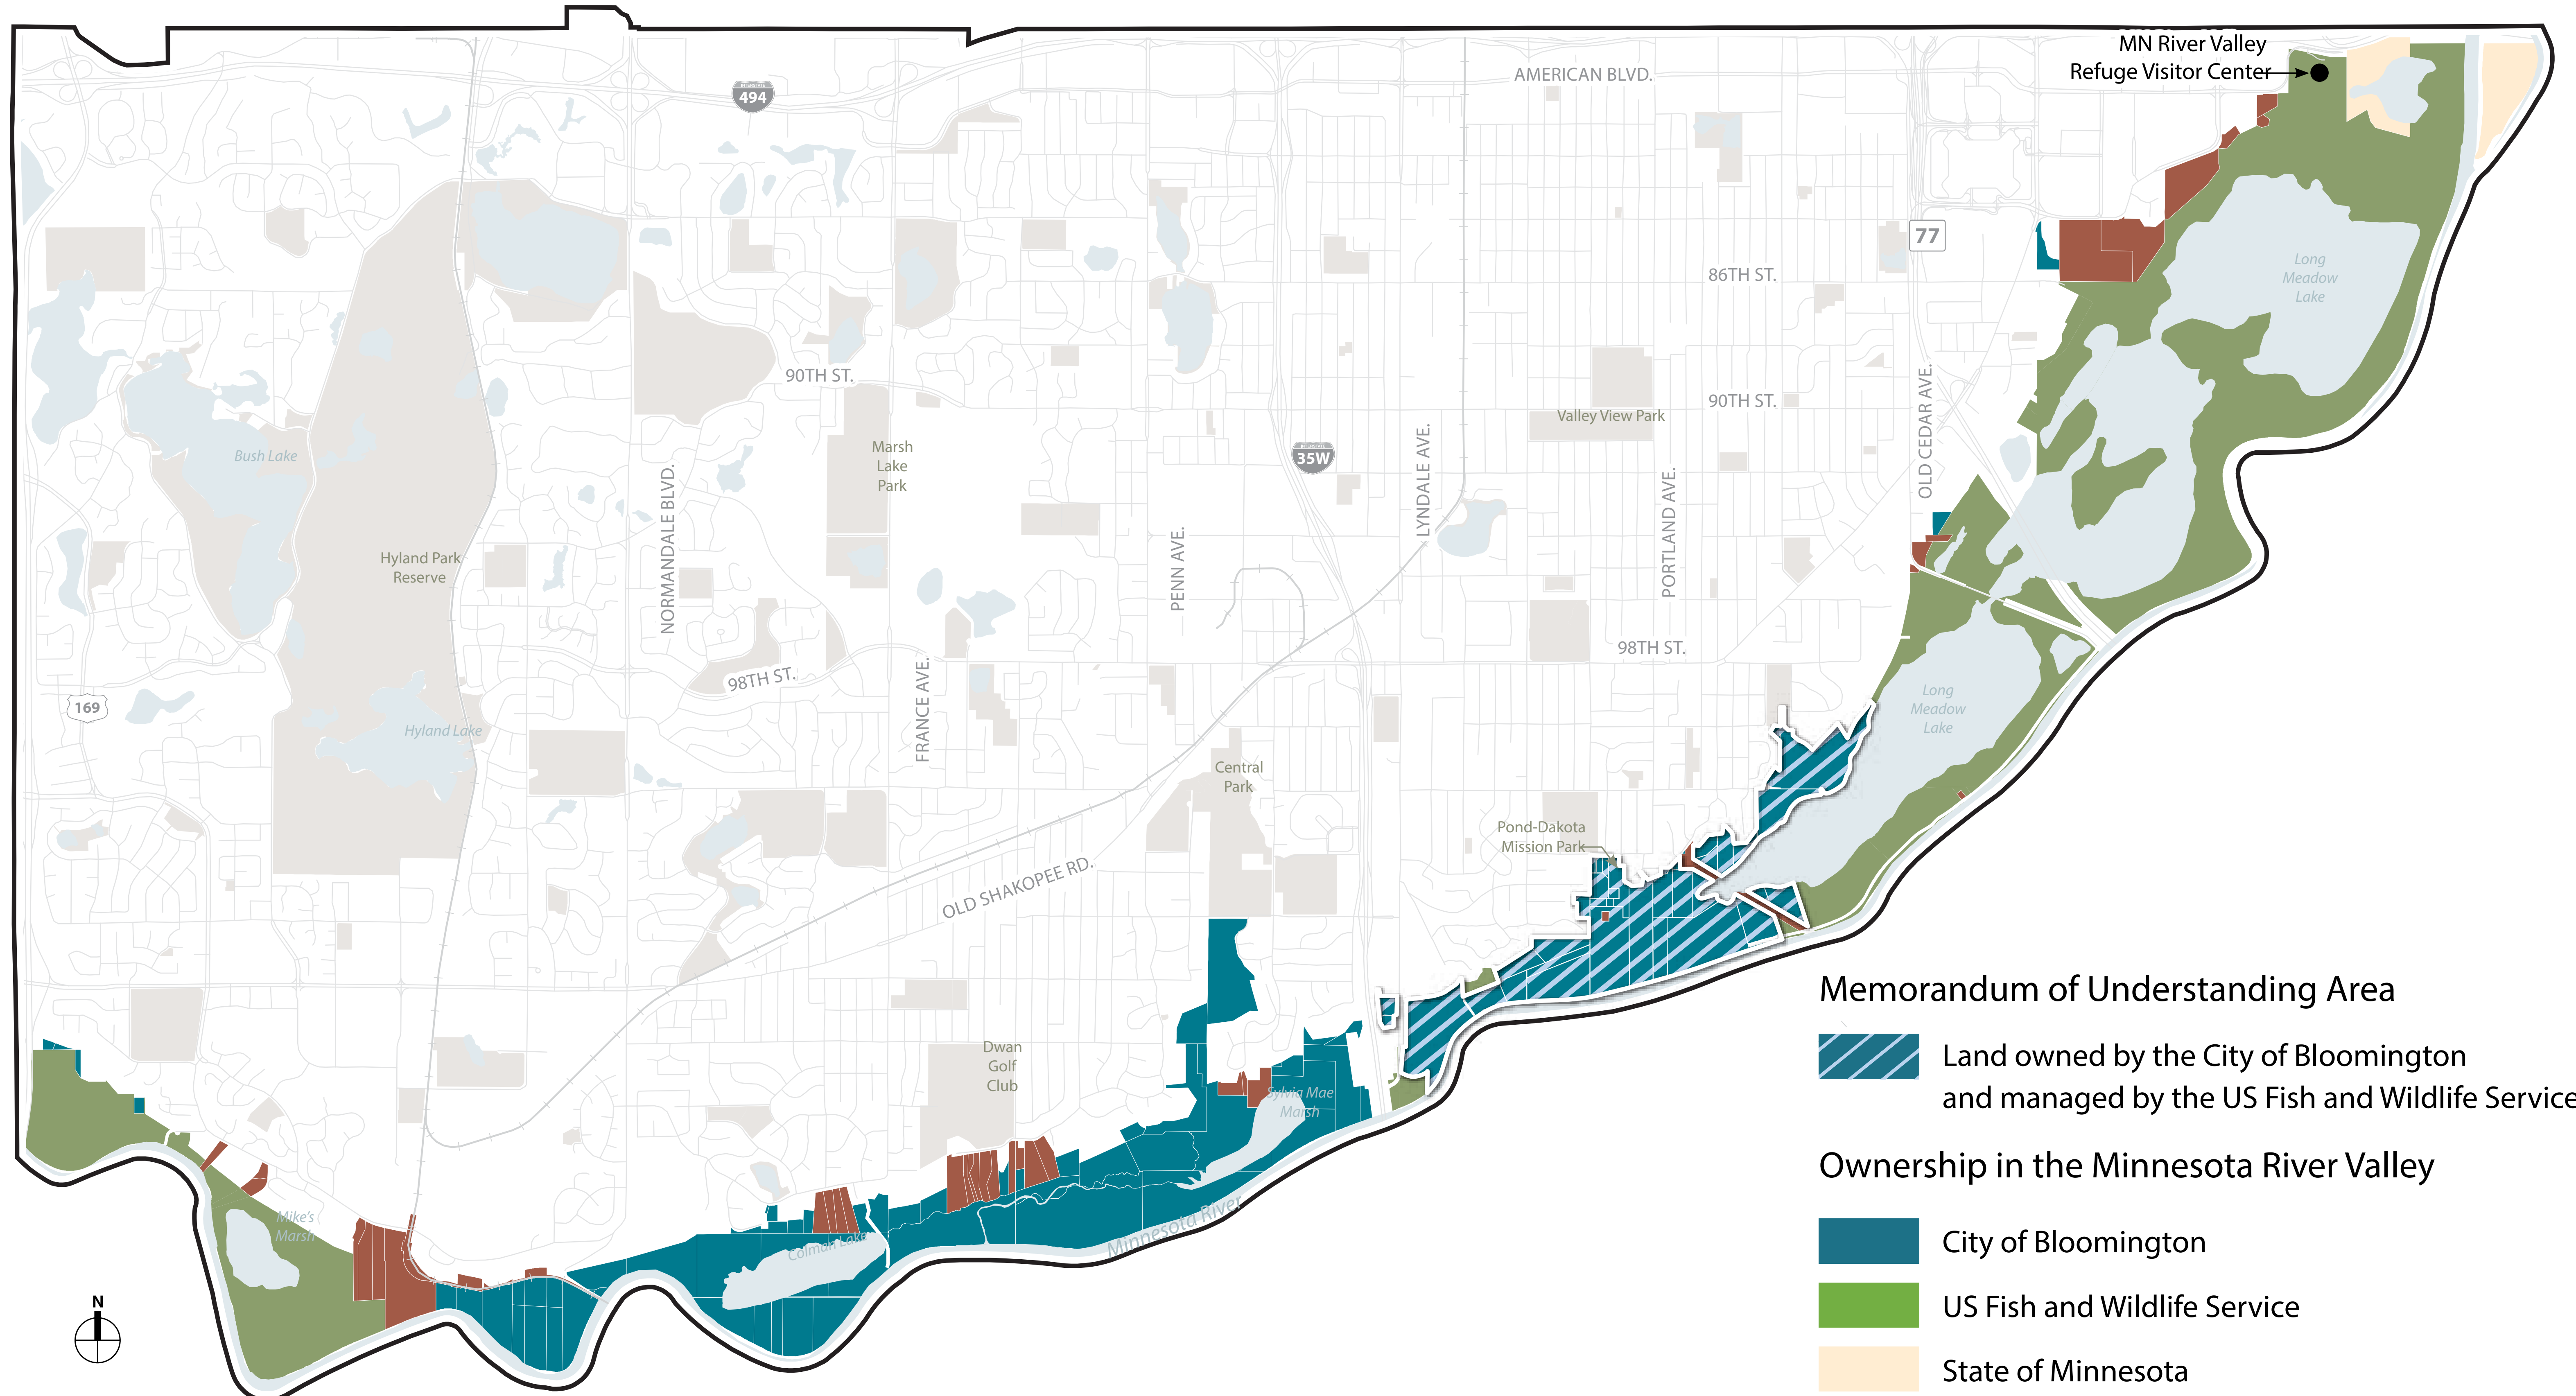 MN River Valley
Refuge Visitor Center
AMERICAN BLVD.
INTERSTATE
494
77
86TH ST.
Long
Meadow
Lake
90TH ST.
90TH ST.
Valley View Park
OLD CEDAR AVE.
Marsh
Lake
Park
Bush Lake
INTERSTATE
35W
LYNDALE AVE.
NORMANDALE BLVD.
PORTLAND AVE.
PENN AVE.
Hyland Park
Reserve
98TH ST.
98TH ST.
FRANCE AVE.
169
Hyland Lake
Long
Meadow
Lake
Central
Park
Pond-Dakota
Mission Park
OLD SHAKOPEE RD.
Dwan
Golf
Club
Sylvia Mae
Marsh
Mike's
Marsh
Colman Lake
Minnesota River
N
Memorandum of Understanding Area
Land owned by the City of Bloomington
and managed by the US Fish and Wildlife Service
Ownership in the Minnesota River Valley
City of Bloomington
US Fish and Wildlife Service
State of Minnesota